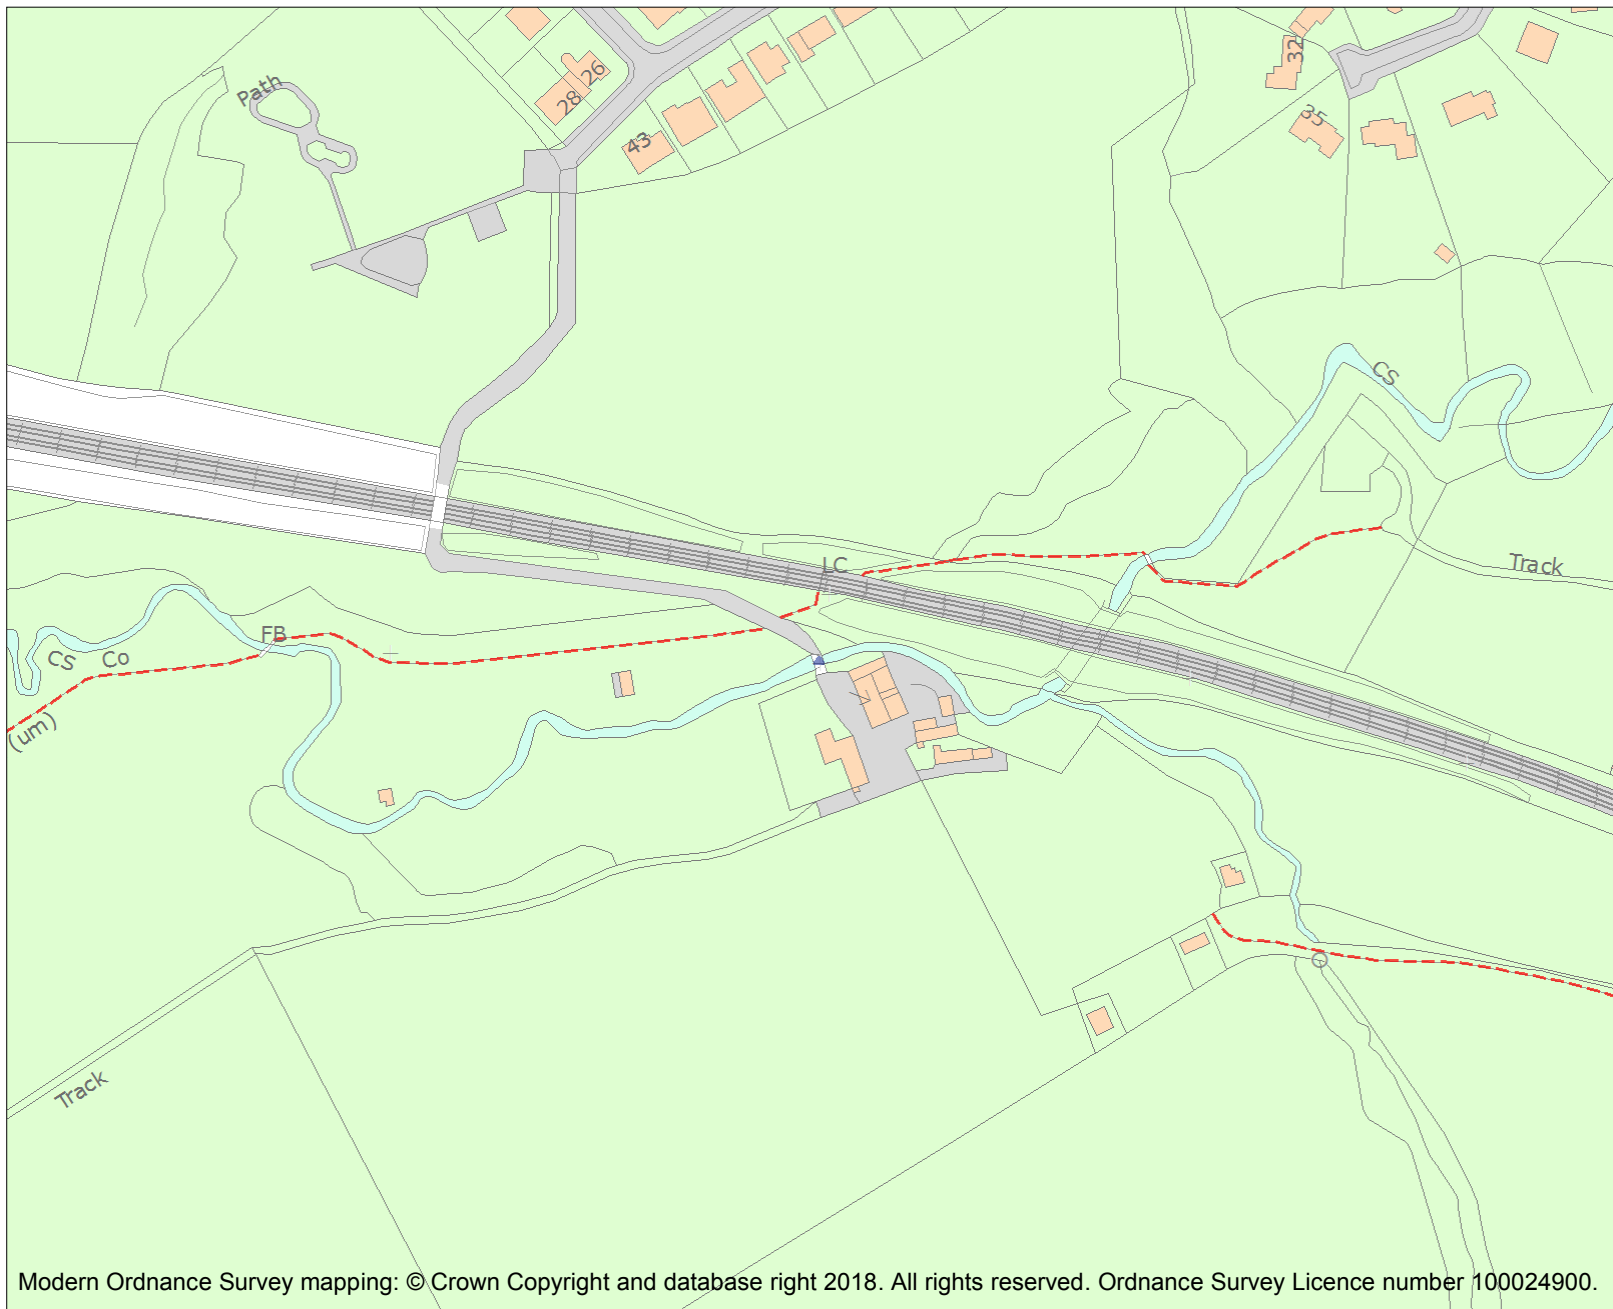 Path
26
28
43
32
35
CS
LC
Track
FB
CS
Co
(um)
Track
Modern Ordnance Survey mapping: © Crown Copyright and database right 2018. All rights reserved. Ordnance Survey Licence number 100024900.